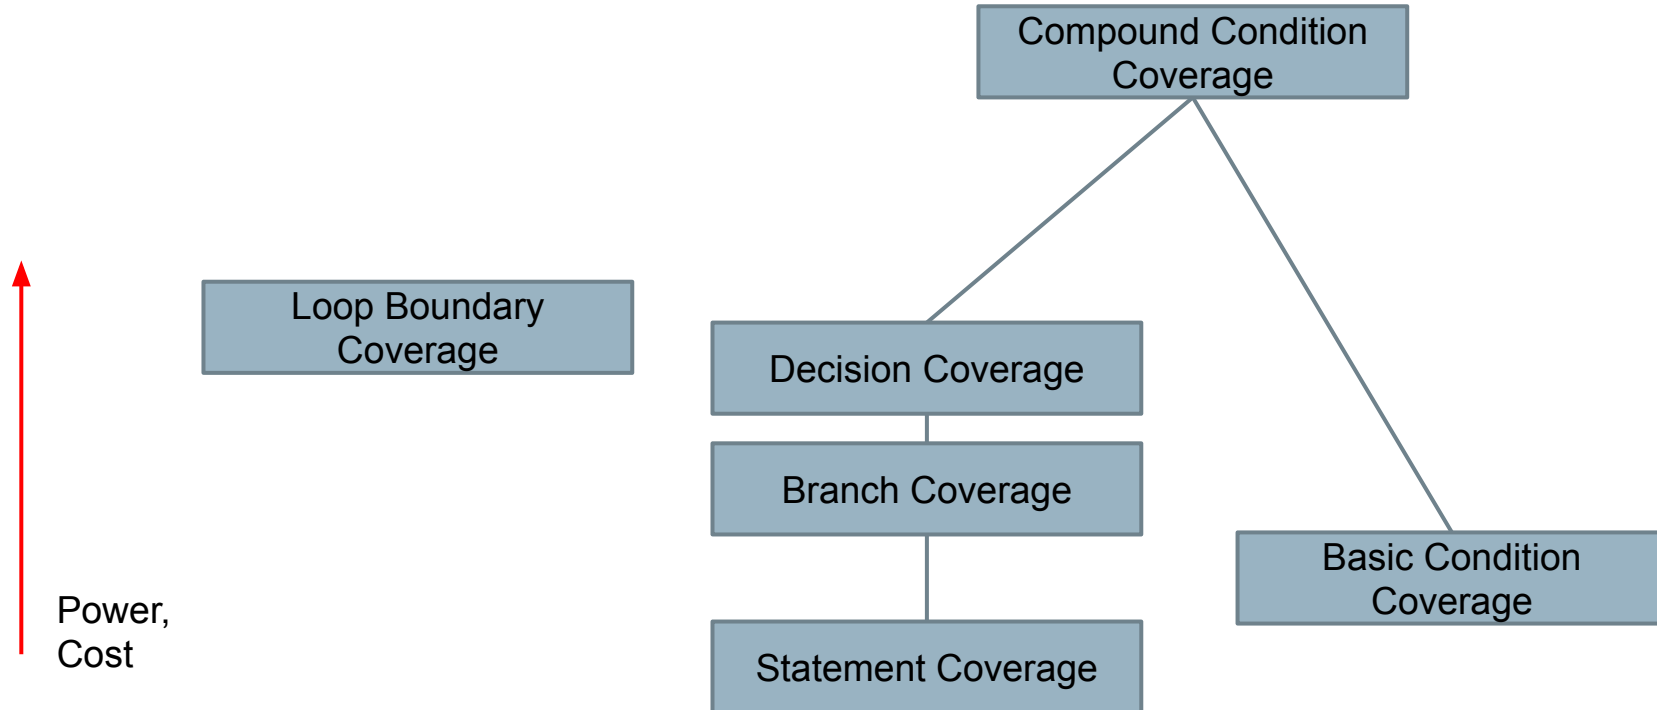 Compound Condition
Coverage
Loop Boundary
Coverage
Decision Coverage
Branch Coverage
Basic Condition
Coverage
Power,
Cost
Statement Coverage